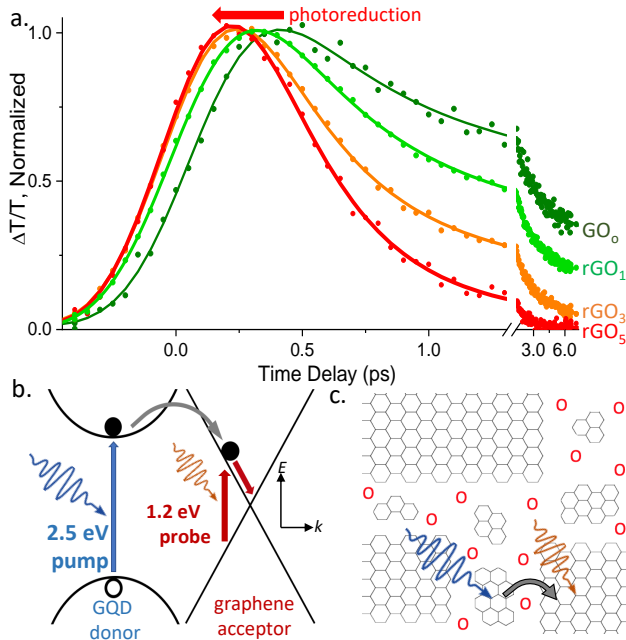 a.
photoreduction
ΔT/T, Normalized
1.0
0.5
0.0
GO₀
rGO₁
rGO₃
rGO₅
0.0 0.5 1.0 3.0 6.0
Time Delay (ps)
b.
E
k
2.5 eV
pump
1.2 eV
probe
GQD
donor
graphene
acceptor
c.
O
O
O
O
O
O
O
O
O
O
O
O
O